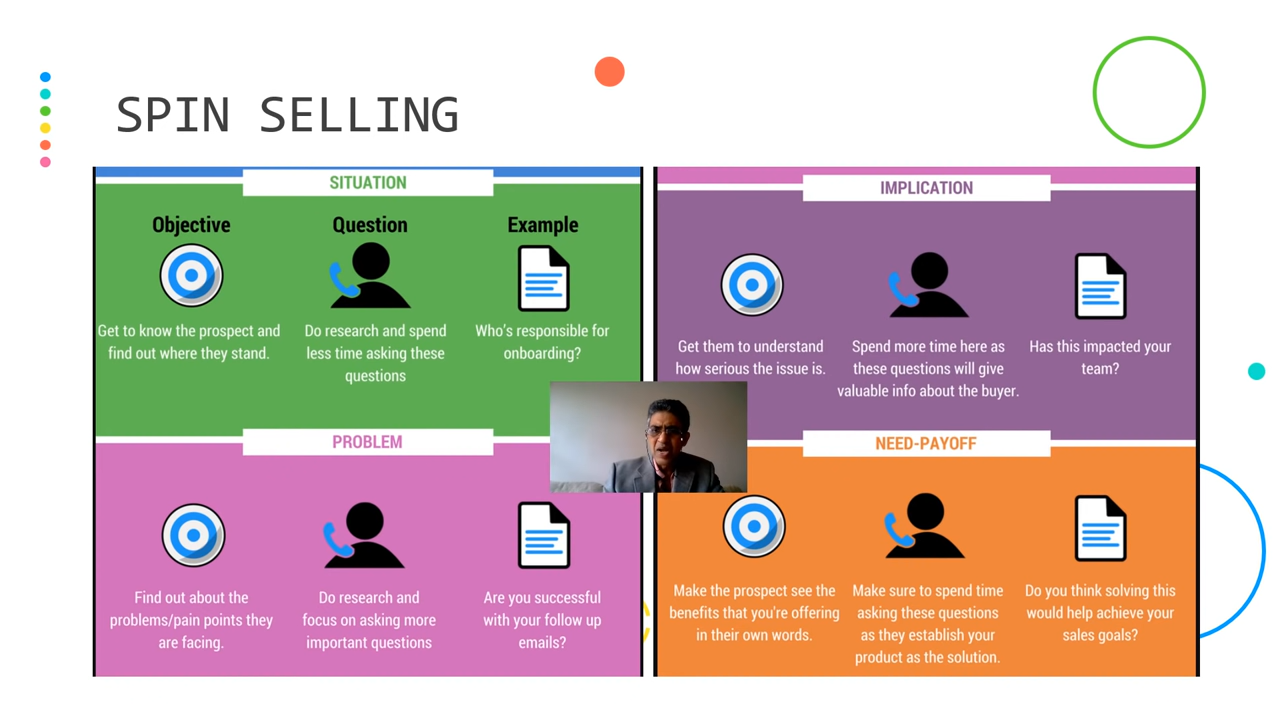 SPIN SELLING
SITUATION
Objective
Question
Example
Get to know the prospect and
find out where they stand.
Do research and spend
less time asking these
questions
Who's responsible for
onboarding?
PROBLEM
Find out about the
problems/pain points they
are facing.
Do research and
focus on asking more
important questions
Are you successful
with your follow up
emails?
IMPLICATION
Get them to understand
how serious the issue is.
Spend more time here as
these questions will give
valuable info about the buyer.
Has this impacted your
team?
NEED-PAYOFF
Make the prospect see the
benefits that you're offering
in their own words.
Make sure to spend time
asking these questions
as they establish your
product as the solution.
Do you think solving this
would help achieve your
sales goals?